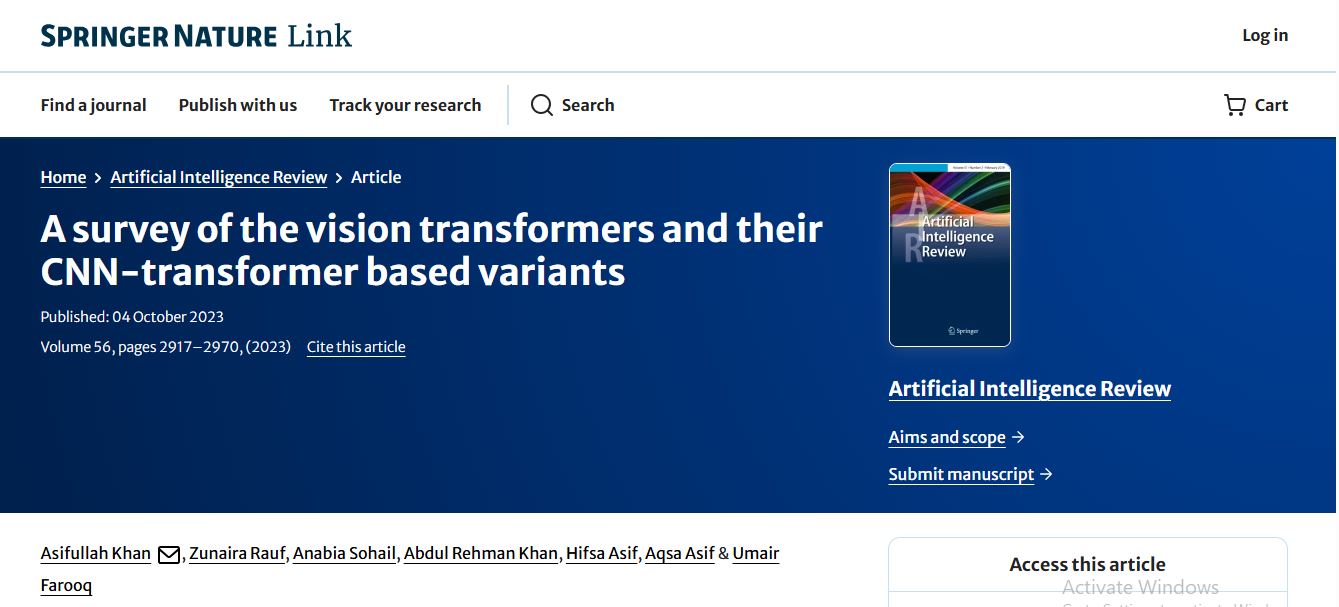 SPRINGER NATURE Link
Log in
Find a journal
Publish with us
Track your research
Search
Cart
Home > Artificial Intelligence Review > Article
A survey of the vision transformers and their
CNN-transformer based variants
Published: 04 October 2023
Volume 56, pages 2917–2970, (2023) Cite this article
A
R
Artificial
Intelligence
Review
Springer
Artificial Intelligence Review
Aims and scope →
Submit manuscript →
Asifullah Khan, Zunaira Rauf, Anabia Sohail, Abdul Rehman Khan, Hifsa Asif, Aqsa Asif & Umair
Farooq
Access this article
Activate Windows